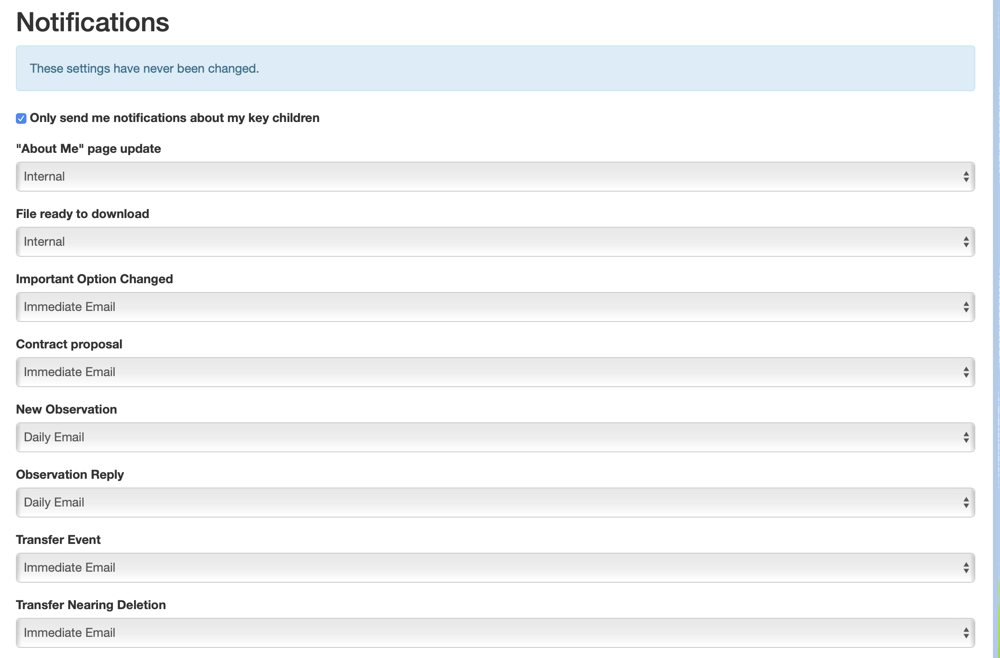 Notifications
These settings have never been changed.
Only send me notifications about my key children
"About Me" page update
Internal
File ready to download
Internal
Important Option Changed
Immediate Email
Contract proposal
Immediate Email
New Observation
Daily Email
Observation Reply
Daily Email
Transfer Event
Immediate Email
Transfer Nearing Deletion
Immediate Email